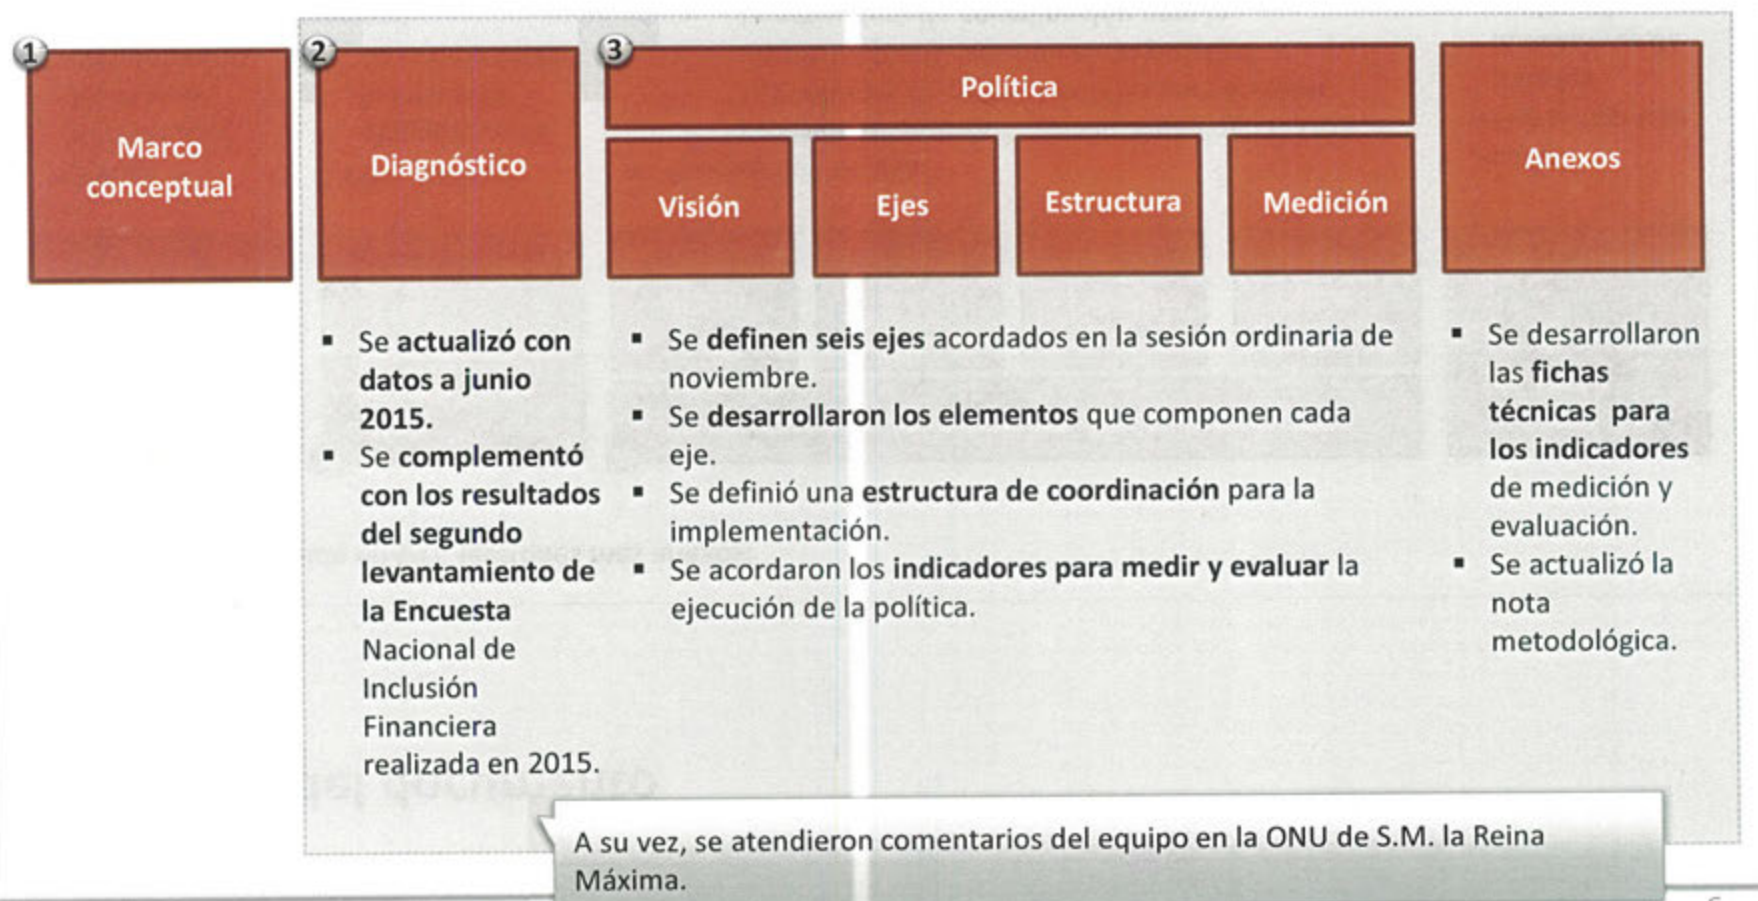 1
Marco
conceptual
2
Diagnóstico
3
Política
Visión
Ejes
Estructura
Medición
Anexos
▪ Se actualizó con
datos a junio
2015.
▪ Se complementó
con los resultados
del segundo
levantamiento de
la Encuesta
Nacional de
Inclusión
Financiera
realizada en 2015.
▪ Se definen seis ejes acordados en la sesión ordinaria de
noviembre.
▪ Se desarrollaron los elementos que componen cada
eje.
▪ Se definió una estructura de coordinación para la
implementación.
▪ Se acordaron los indicadores para medir y evaluar la
ejecución de la política.
▪ Se desarrollaron
las fichas
técnicas para
los indicadores
de medición y
evaluación.
▪ Se actualizó la
nota
metodológica.
A su vez, se atendieron comentarios del equipo en la ONU de S.M. la Reina
Máxima.